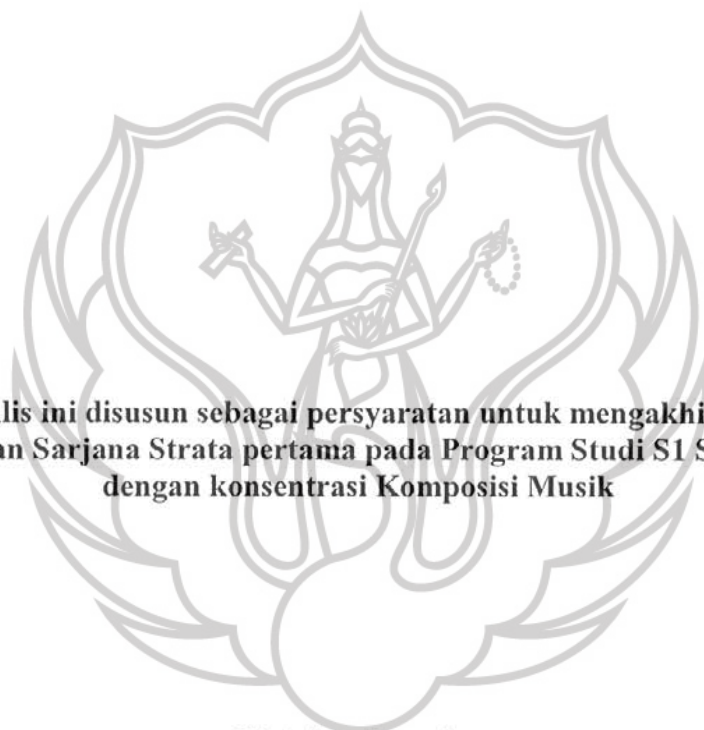 lis ini disusun sebagai persyaratan untuk mengakhi
an Sarjana Strata pertama pada Program Studi S1 S
dengan konsentrasi Komposisi Musik